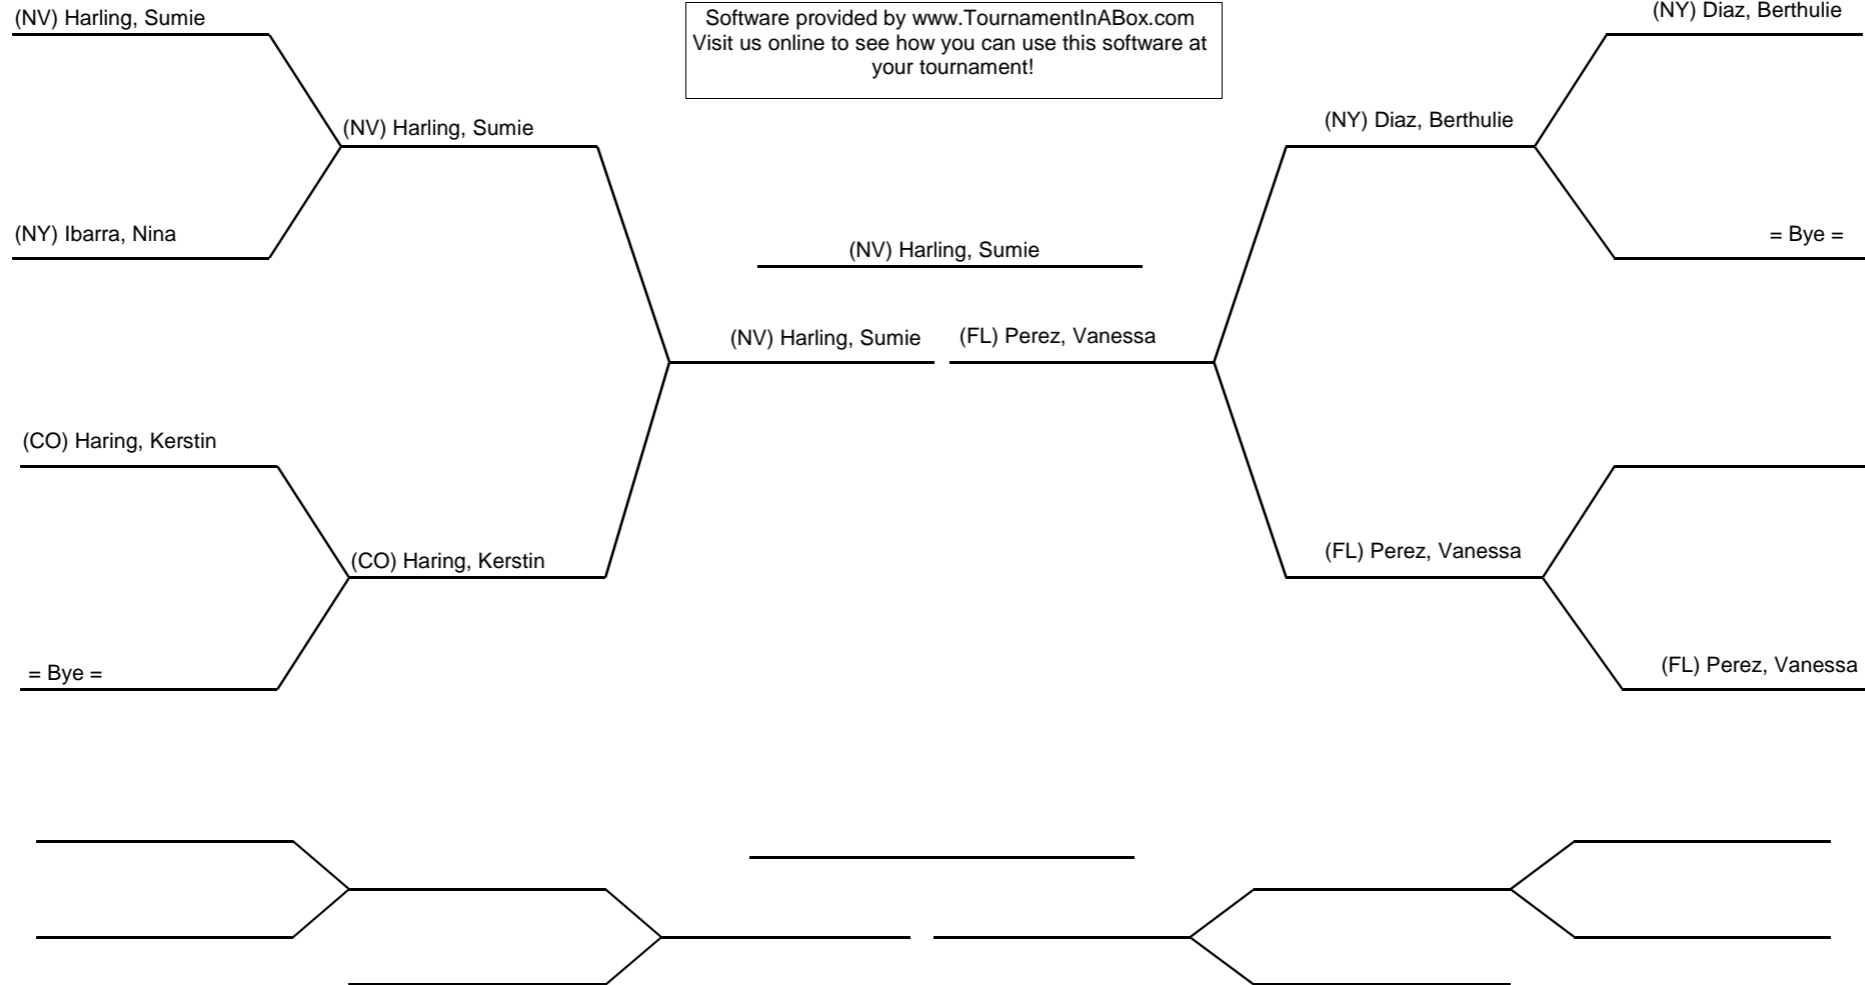 (NV) Harling, Sumie
Software provided by www.TournamentInABox.com
Visit us online to see how you can use this software at
your tournament!
(NY) Diaz, Berthulie
(NV) Harling, Sumie
(NY) Diaz, Berthulie
(NY) Ibarra, Nina
(NV) Harling, Sumie
= Bye =
(NV) Harling, Sumie
(FL) Perez, Vanessa
(CO) Haring, Kerstin
(CO) Haring, Kerstin
(FL) Perez, Vanessa
= Bye =
(FL) Perez, Vanessa